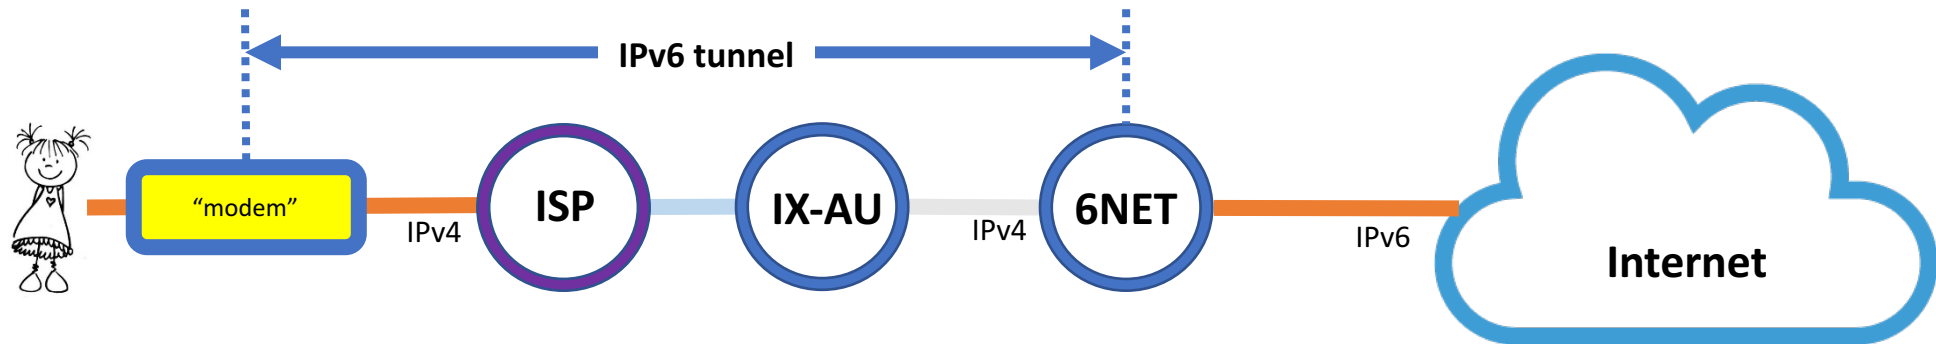 IPv6 tunnel
“modem”
IPv4
ISP
IX-AU
IPv4
6NET
IPv6
Internet